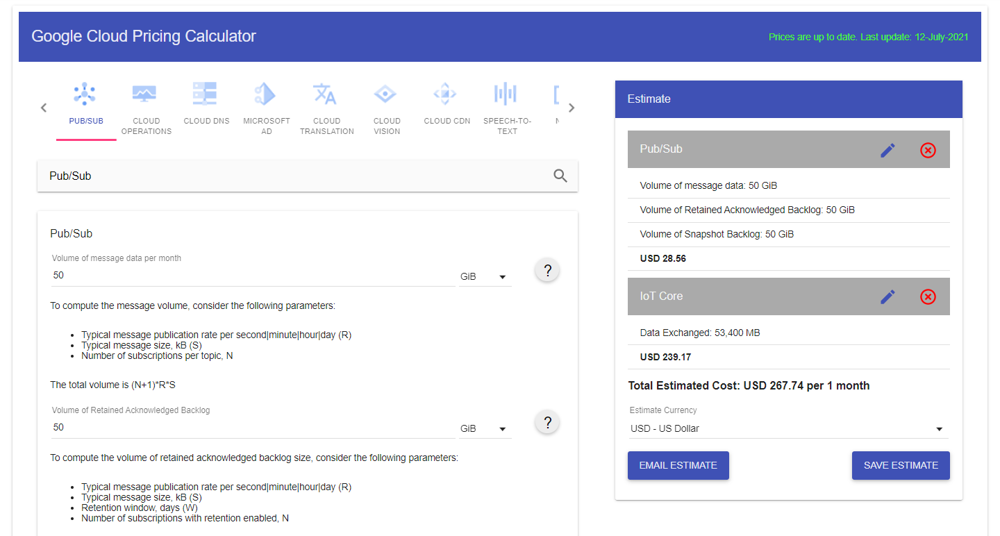 Google Cloud Pricing Calculator
Prices are up to date. Last update: 12-July-2021
PUB/SUB
CLOUD
OPERATIONS
CLOUD DNS
MICROSOFT
AD
CLOUD
TRANSLATION
CLOUD
VISION
CLOUD CDN
SPEECH-TO-
TEXT
Pub/Sub
Pub/Sub
Volume of message data per month
50
GiB
?
To compute the message volume, consider the following parameters:
• Typical message publication rate per second|minute|hour|day (R)
• Typical message size, kB (S)
• Number of subscriptions per topic, N
The total volume is (N+1)*R*S
Volume of Retained Acknowledged Backlog
50
GiB
?
To compute the volume of retained acknowledged backlog size, consider the following parameters:
• Typical message publication rate per second|minute|hour|day (R)
• Typical message size, kB (S)
• Retention window, days (W)
• Number of subscriptions with retention enabled, N
Estimate
Pub/Sub
Volume of message data: 50 GiB
Volume of Retained Acknowledged Backlog: 50 GiB
Volume of Snapshot Backlog: 50 GiB
USD 28.56
IoT Core
Data Exchanged: 53,400 MB
USD 239.17
Total Estimated Cost: USD 267.74 per 1 month
Estimate Currency
USD - US Dollar
EMAIL ESTIMATE
SAVE ESTIMATE